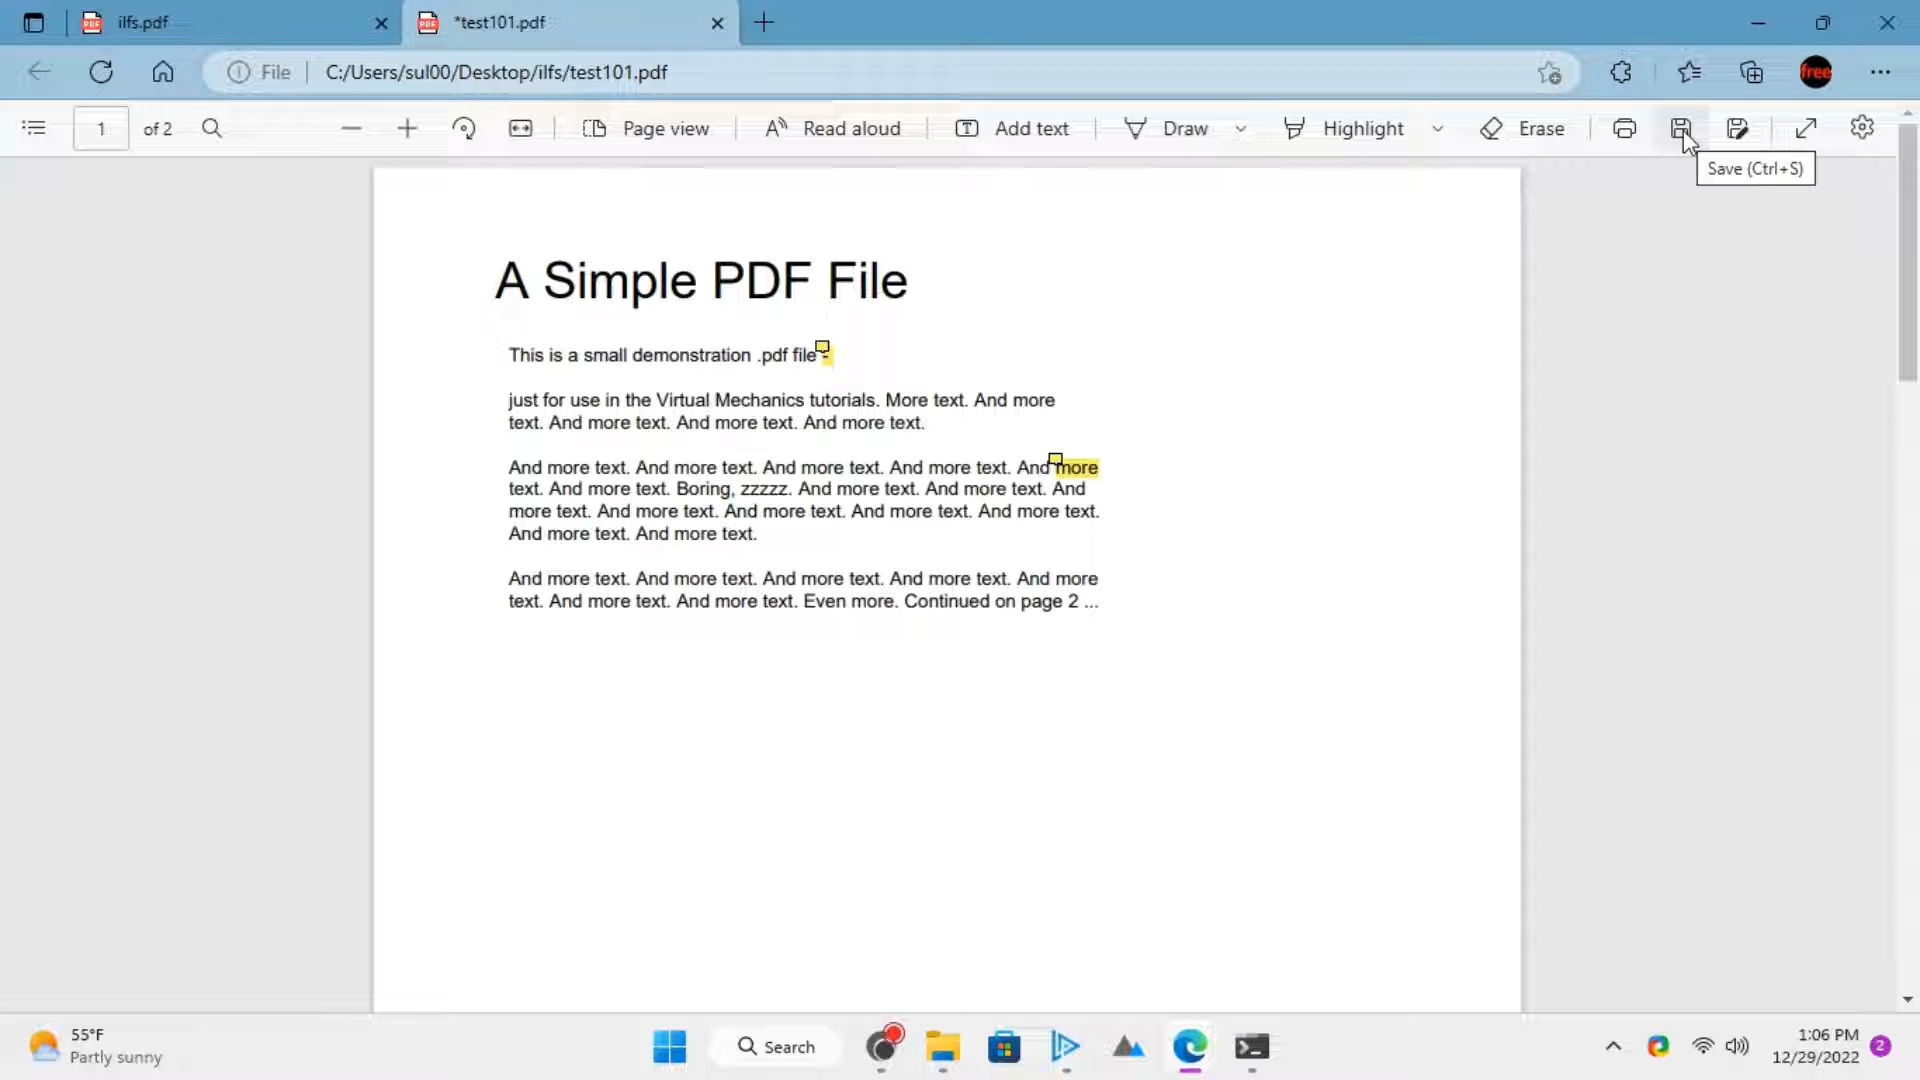 ilfs.pdf
*test101.pdf
File
C:/Users/sul00/Desktop/ilfs/test101.pdf
free
1 of 2
Page view
Read aloud
Add text
Draw
Highlight
Erase
Save (Ctrl+S)
A Simple PDF File
This is a small demonstration .pdf file -
just for use in the Virtual Mechanics tutorials. More text. And more
text. And more text. And more text. And more text.
And more text. And more text. And more text. And more text. And more
text. And more text. Boring, zzzzz. And more text. And more text. And
more text. And more text. And more text. And more text. And more text.
And more text. And more text.
And more text. And more text. And more text. And more text. And more
text. And more text. And more text. Even more. Continued on page 2 ...
55°F
Partly sunny
Search
1:06 PM
12/29/2022
2